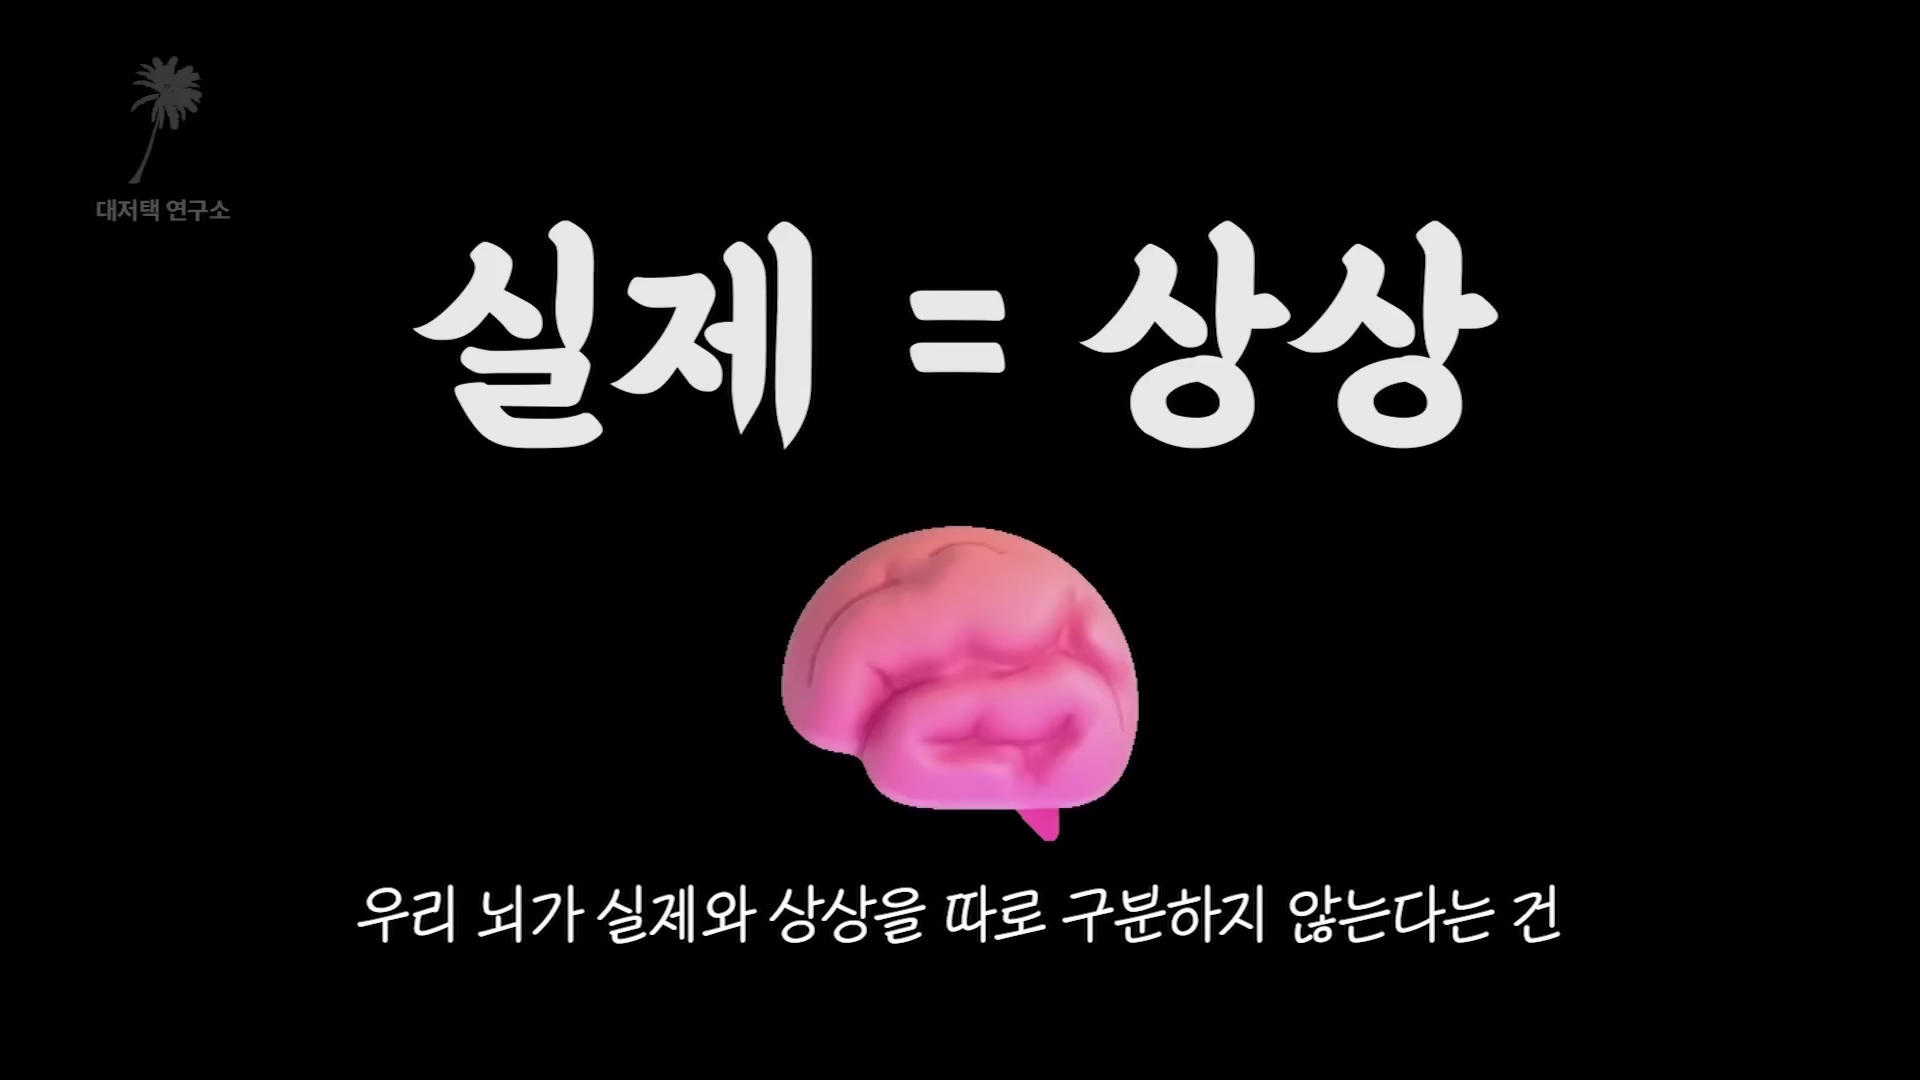 대저택 연구소
실제 = 상상
우리 뇌가 실제와 상상을 따로 구분하지 않는다는 건